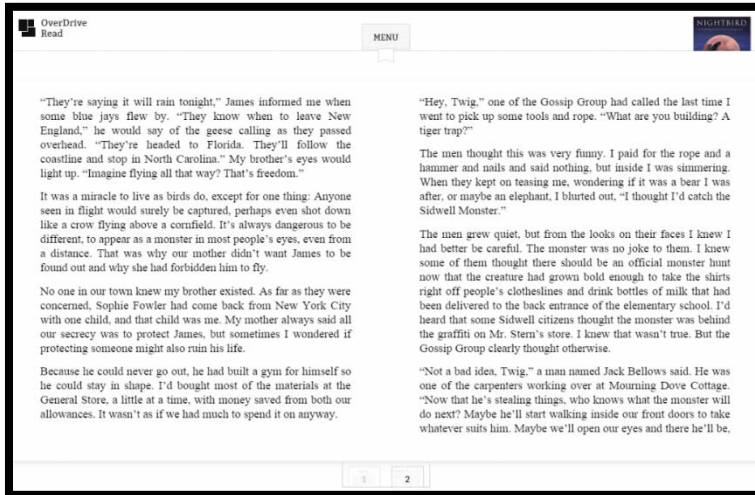 OverDrive
Read
MENU
NIGHTBIRD
“They’re saying it will rain tonight,” James informed me when
some blue jays flew by. “They know when to leave New
England,” he would say of the geese calling as they passed
overhead. “They’re headed to Florida. They’ll follow the
coastline and stop in North Carolina.” My brother’s eyes would
light up. “Imagine flying all that way? That’s freedom.”
It was a miracle to live as birds do, except for one thing: Anyone
seen in flight would surely be captured, perhaps even shot down
like a crow flying above a cornfield. It’s always dangerous to be
different, to appear as a monster in most people’s eyes, even from
a distance. That was why our mother didn’t want James to be
found out and why she had forbidden him to fly.
No one in our town knew my brother existed. As far as they were
concerned, Sophie Fowler had come back from New York City
with one child, and that child was me. My mother always said all
our secrecy was to protect James, but sometimes I wondered if
protecting someone might also ruin his life.
Because he could never go out, he had built a gym for himself so
he could stay in shape. I’d bought most of the materials at the
General Store, a little at a time, with money saved from both our
allowances. It wasn’t as if we had much to spend it on anyway.
“Hey, Twig,” one of the Gossip Group had called the last time I
went to pick up some tools and rope. “What are you building? A
tiger trap?”
The men thought this was very funny. I paid for the rope and a
hammer and nails and said nothing, but inside I was simmering.
When they kept on teasing me, wondering if it was a bear I was
after, or maybe an elephant, I blurted out, “I thought I’d catch the
Sidwell Monster.”
The men grew quiet, but from the looks on their faces I knew I
had better be careful. The monster was no joke to them. I knew
some of them thought there should be an official monster hunt
now that the creature had grown bold enough to take the shirts
right off people’s clotheslines and drink bottles of milk that had
been delivered to the back entrance of the elementary school. I’d
heard that some Sidwell citizens thought the monster was behind
the graffiti on Mr. Stern’s store. I knew that wasn’t true. But the
Gossip Group clearly thought otherwise.
“Not a bad idea, Twig,” a man named Jack Bellows said. He was
one of the carpenters working over at Mourning Dove Cottage.
“Now that he’s stealing things, who knows what the monster will
do next? Maybe he’ll start walking inside our front doors to take
whatever suits him. Maybe we’ll open our eyes and there he’ll be,
1
2